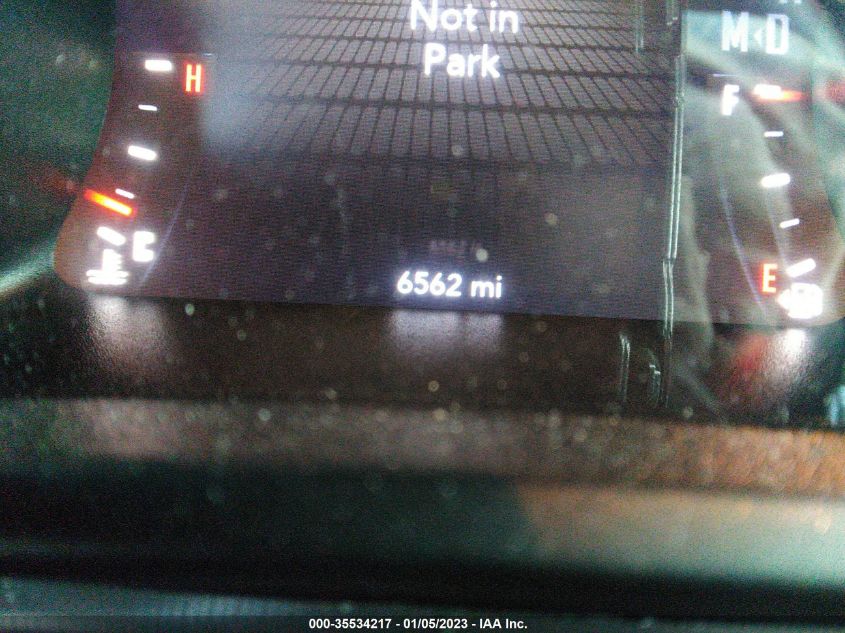 Not in
Park
M<D
H
F
C
E
6562 mi
000-35534217 - 01/05/2023 - IAA Inc.